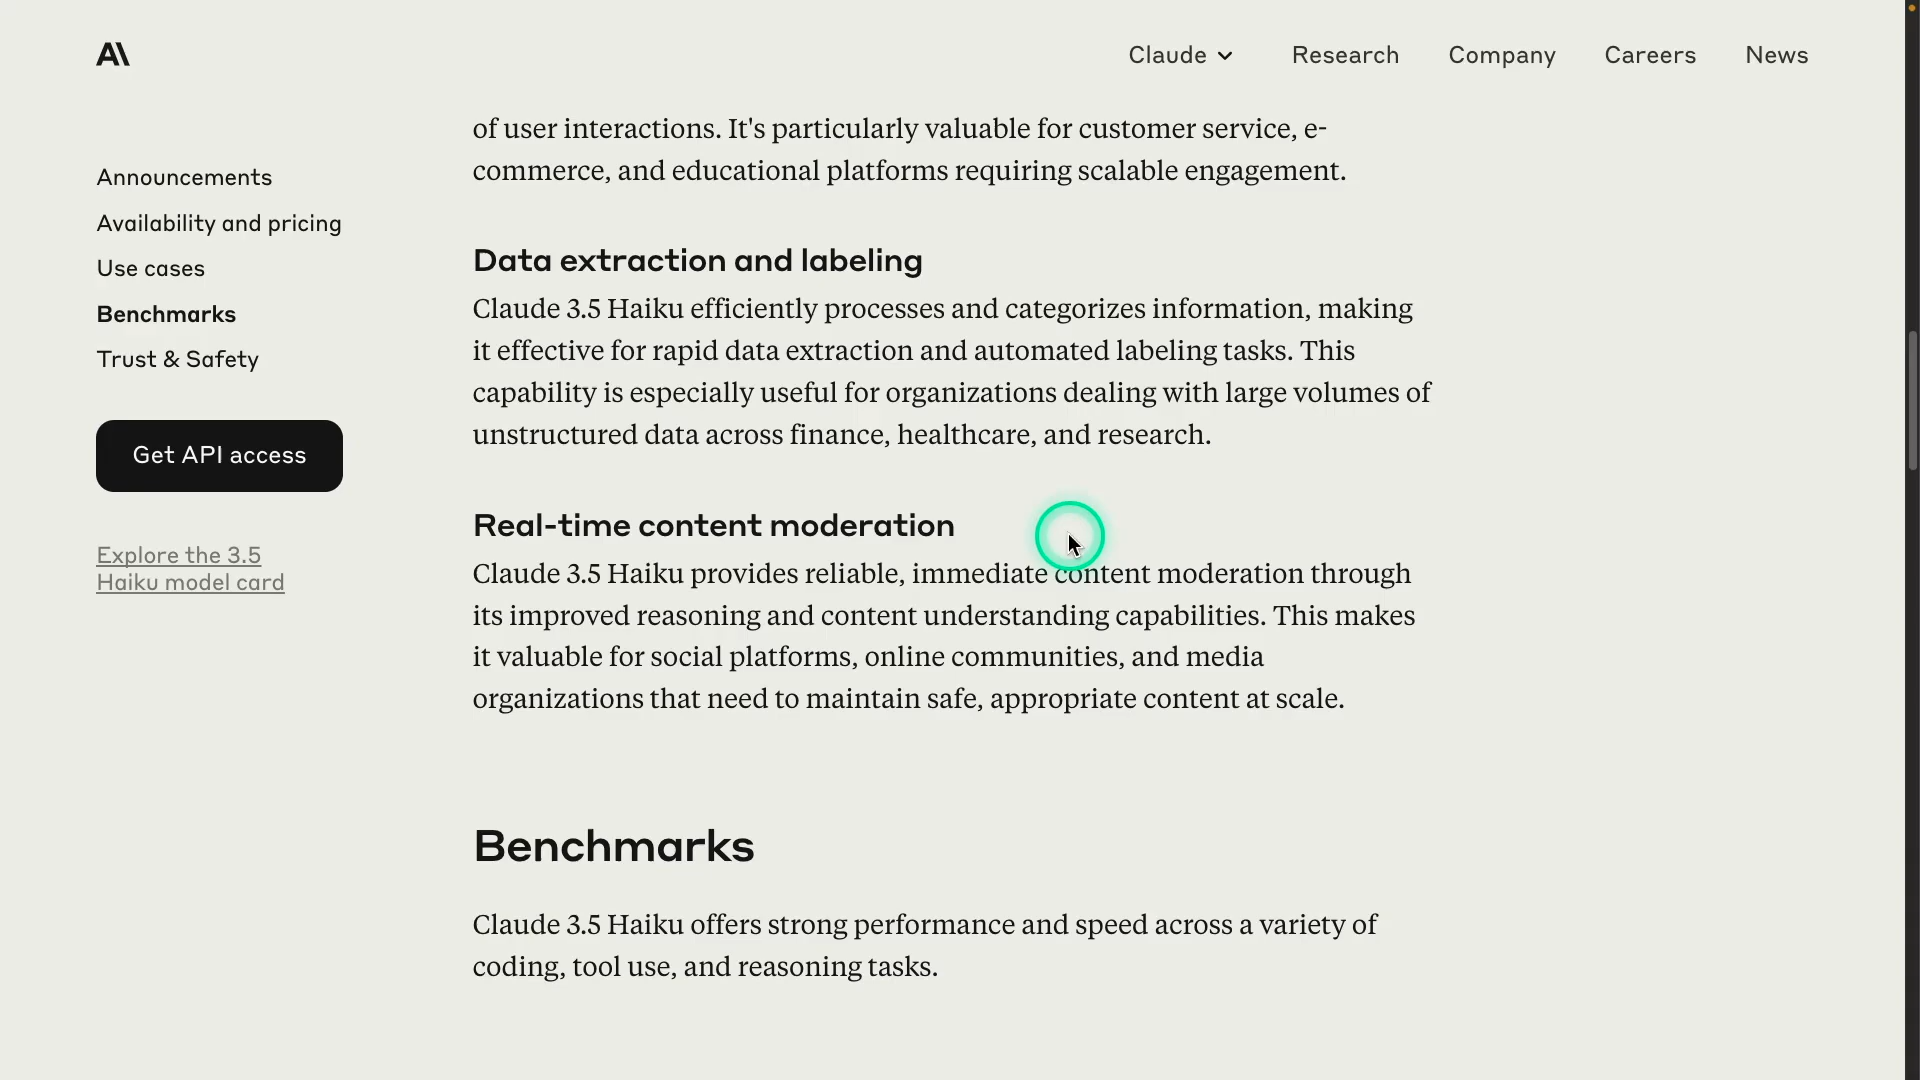 A\
Claude
Research
Company
Careers
News
Announcements
Availability and pricing
Use cases
Benchmarks
Trust & Safety
Get API access
Explore the 3.5
Haiku model card
of user interactions. It's particularly valuable for customer service, e-
commerce, and educational platforms requiring scalable engagement.
Data extraction and labeling
Claude 3.5 Haiku efficiently processes and categorizes information, making
it effective for rapid data extraction and automated labeling tasks. This
capability is especially useful for organizations dealing with large volumes of
unstructured data across finance, healthcare, and research.
Real-time content moderation
Claude 3.5 Haiku provides reliable, immediate content moderation through
its improved reasoning and content understanding capabilities. This makes
it valuable for social platforms, online communities, and media
organizations that need to maintain safe, appropriate content at scale.
Benchmarks
Claude 3.5 Haiku offers strong performance and speed across a variety of
coding, tool use, and reasoning tasks.